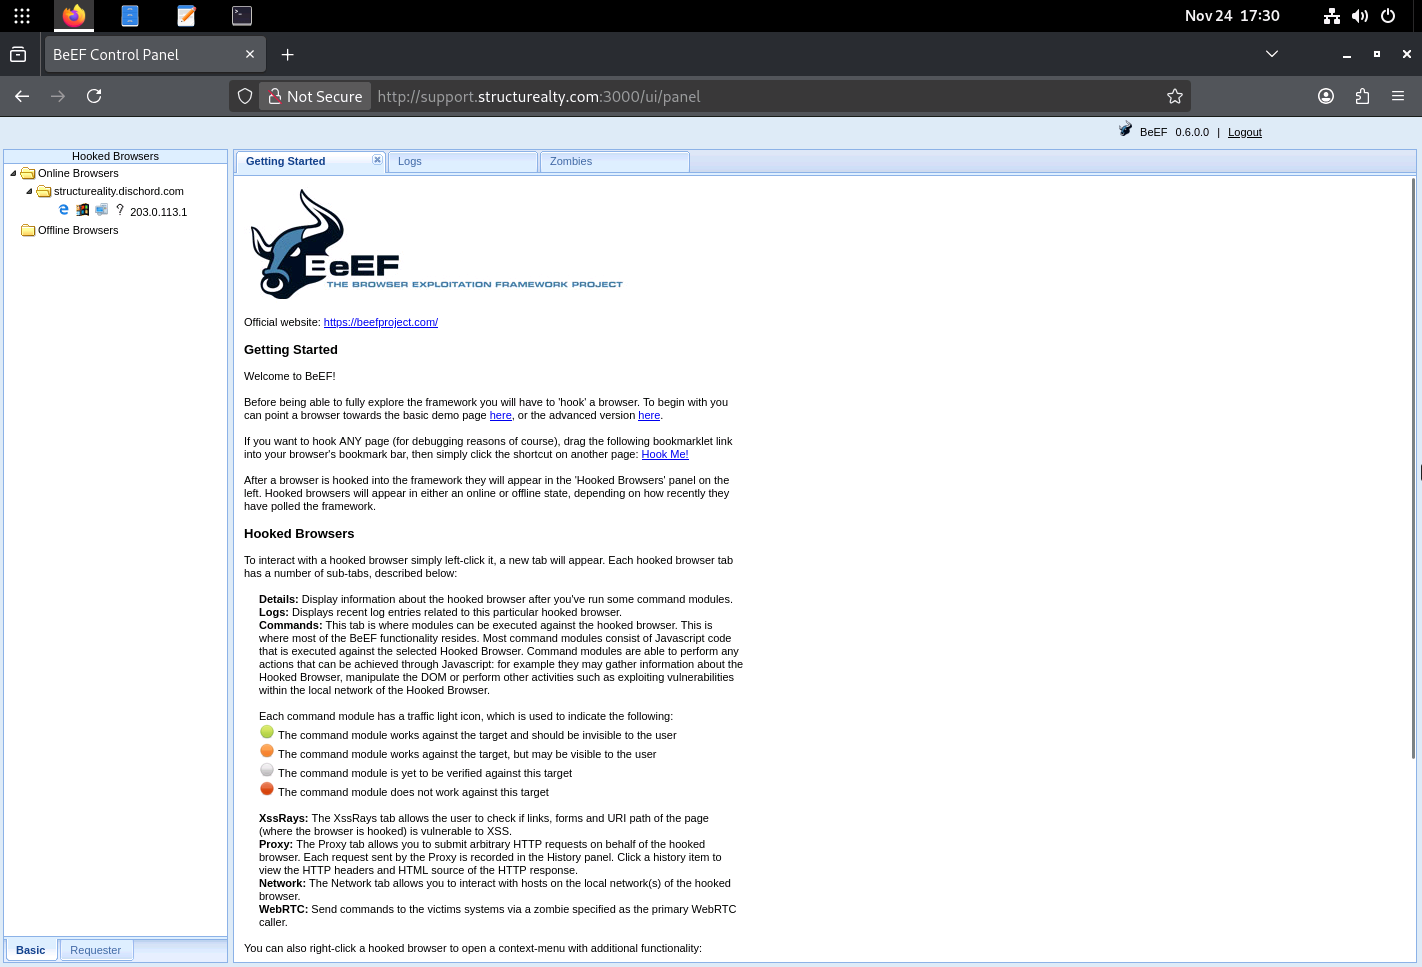 Nov 24 17:30
BeEF Control Panel
Not Secure http://support.structurealty.com:3000/ui/panel
BeEF 0.6.0.0 | Logout
Hooked Browsers
Online Browsers
structureality.dischord.com
? 203.0.113.1
Offline Browsers
Basic Requester
Getting Started Logs Zombies
BeEF
THE BROWSER EXPLOITATION FRAMEWORK PROJECT
Official website: https://beefproject.com/
Getting Started
Welcome to BeEF!
Before being able to fully explore the framework you will have to 'hook' a browser. To begin with you
can point a browser towards the basic demo page here, or the advanced version here.
If you want to hook ANY page (for debugging reasons of course), drag the following bookmarklet link
into your browser's bookmark bar, then simply click the shortcut on another page: Hook Me!
After a browser is hooked into the framework they will appear in the 'Hooked Browsers' panel on the
left. Hooked browsers will appear in either an online or offline state, depending on how recently they
have polled the framework.
Hooked Browsers
To interact with a hooked browser simply left-click it, a new tab will appear. Each hooked browser tab
has a number of sub-tabs, described below:
Details: Display information about the hooked browser after you've run some command modules.
Logs: Displays recent log entries related to this particular hooked browser.
Commands: This tab is where modules can be executed against the hooked browser. This is
where most of the BeEF functionality resides. Most command modules consist of Javascript code
that is executed against the selected Hooked Browser. Command modules are able to perform any
actions that can be achieved through Javascript: for example they may gather information about the
Hooked Browser, manipulate the DOM or perform other activities such as exploiting vulnerabilities
within the local network of the Hooked Browser.
Each command module has a traffic light icon, which is used to indicate the following:
The command module works against the target and should be invisible to the user
The command module works against the target, but may be visible to the user
The command module is yet to be verified against this target
The command module does not work against this target
XssRays: The XssRays tab allows the user to check if links, forms and URI path of the page
(where the browser is hooked) is vulnerable to XSS.
Proxy: The Proxy tab allows you to submit arbitrary HTTP requests on behalf of the hooked
browser. Each request sent by the Proxy is recorded in the History panel. Click a history item to
view the HTTP headers and HTML source of the HTTP response.
Network: The Network tab allows you to interact with hosts on the local network(s) of the hooked
browser.
WebRTC: Send commands to the victims systems via a zombie specified as the primary WebRTC
caller.
You can also right-click a hooked browser to open a context-menu with additional functionality: